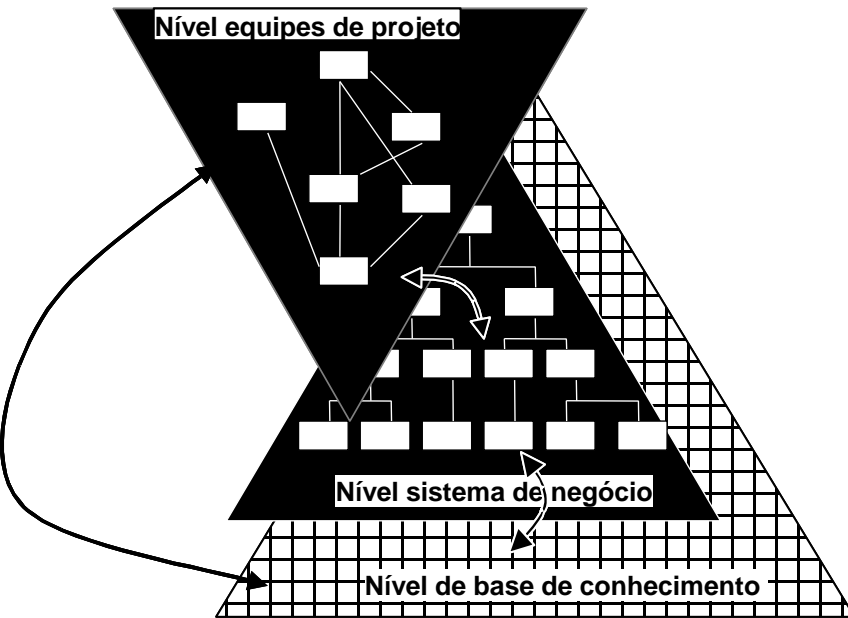 Nível equipes de projeto
Nível sistema de negócio
Nível de base de conhecimento